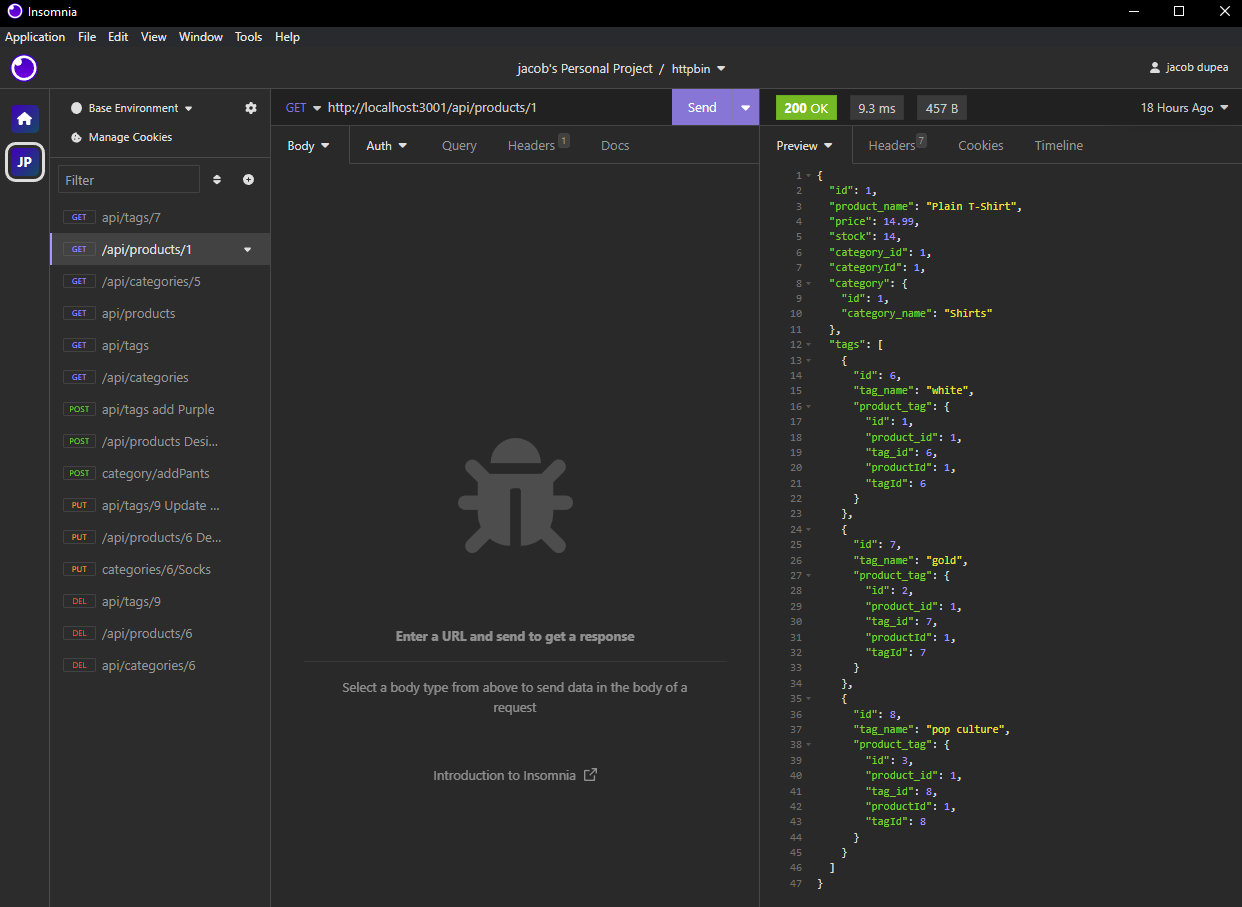 Insomnia
Application File Edit View Window Tools Help
jacob's Personal Project / httpbin
jacob dupea
JP
Base Environment
Manage Cookies
Filter
GET api/tags/7
GET /api/products/1
GET /api/categories/5
GET api/products
GET api/tags
GET /api/categories
POST api/tags add Purple
POST /api/products Desi...
POST category/addPants
PUT api/tags/9 Update ...
PUT /api/products/6 De...
PUT categories/6/Socks
DEL api/tags/9
DEL /api/products/6
DEL api/categories/6
GET http://localhost:3001/api/products/1 Send
Body Auth Query Headers 1 Docs
Enter a URL and send to get a response
Select a body type from above to send data in the body of a
request
Introduction to Insomnia
200 OK 9.3 ms 457 B 18 Hours Ago
Preview Headers 7 Cookies Timeline
1 {
2 "id": 1,
3 "product_name": "Plain T-Shirt",
4 "price": 14.99,
5 "stock": 14,
6 "category_id": 1,
7 "categoryId": 1,
8 "category": {
9 "id": 1,
10 "category_name": "Shirts"
11 },
12 "tags": [
13 {
14 "id": 6,
15 "tag_name": "white",
16 "product_tag": {
17 "id": 1,
18 "product_id": 1,
19 "tag_id": 6,
20 "productId": 1,
21 "tagId": 6
22 }
23 },
24 {
25 "id": 7,
26 "tag_name": "gold",
27 "product_tag": {
28 "id": 2,
29 "product_id": 1,
30 "tag_id": 7,
31 "productId": 1,
32 "tagId": 7
33 }
34 },
35 {
36 "id": 8,
37 "tag_name": "pop culture",
38 "product_tag": {
39 "id": 3,
40 "product_id": 1,
41 "tag_id": 8,
42 "productId": 1,
43 "tagId": 8
44 }
45 }
46 ]
47 }